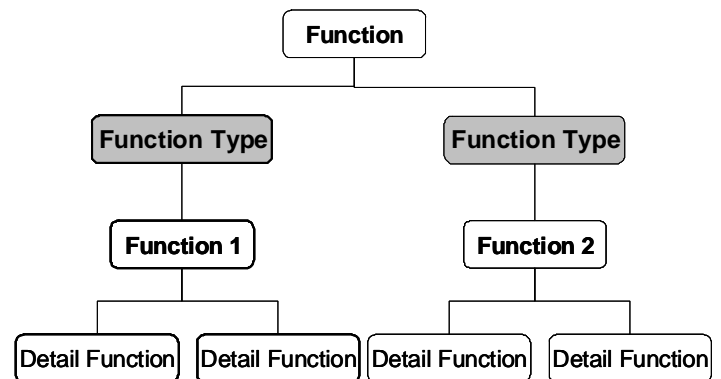 Function
Function Type
Function Type
Function 1
Function 2
Detail Function
Detail Function
Detail Function
Detail Function